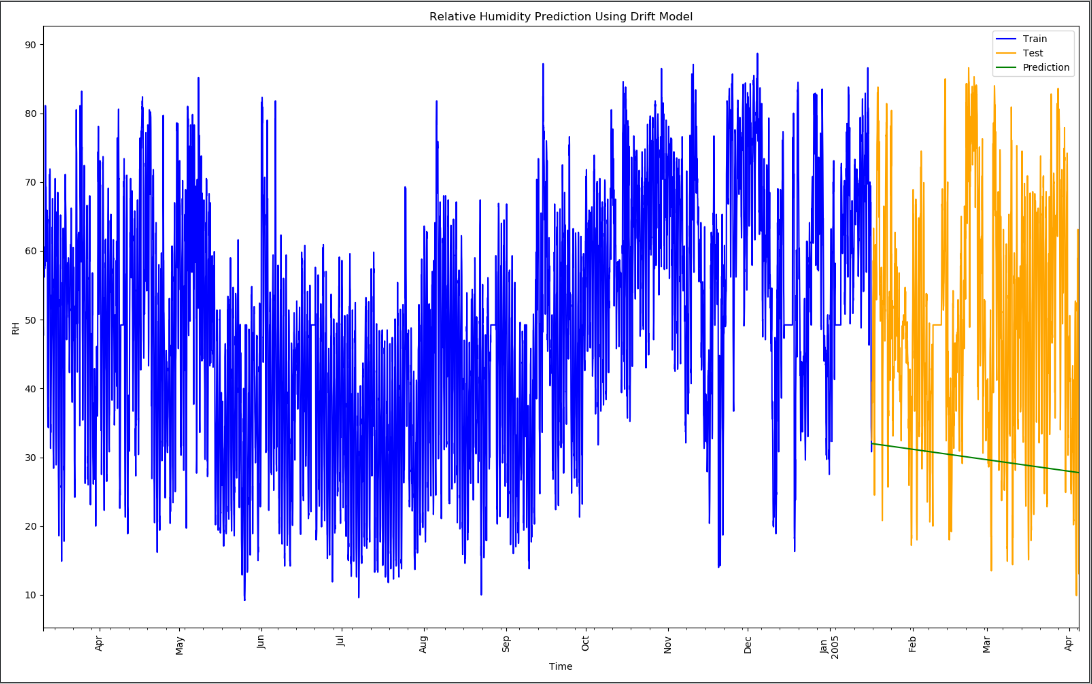 Relative Humidity Prediction Using Drift Model
Train
Test
Prediction
90
80
70
60
50
40
30
20
10
RH
Apr
May
Jun
Jul
Aug
Sep
Oct
Nov
Dec
Jan
2005
Feb
Mar
Apr
Time